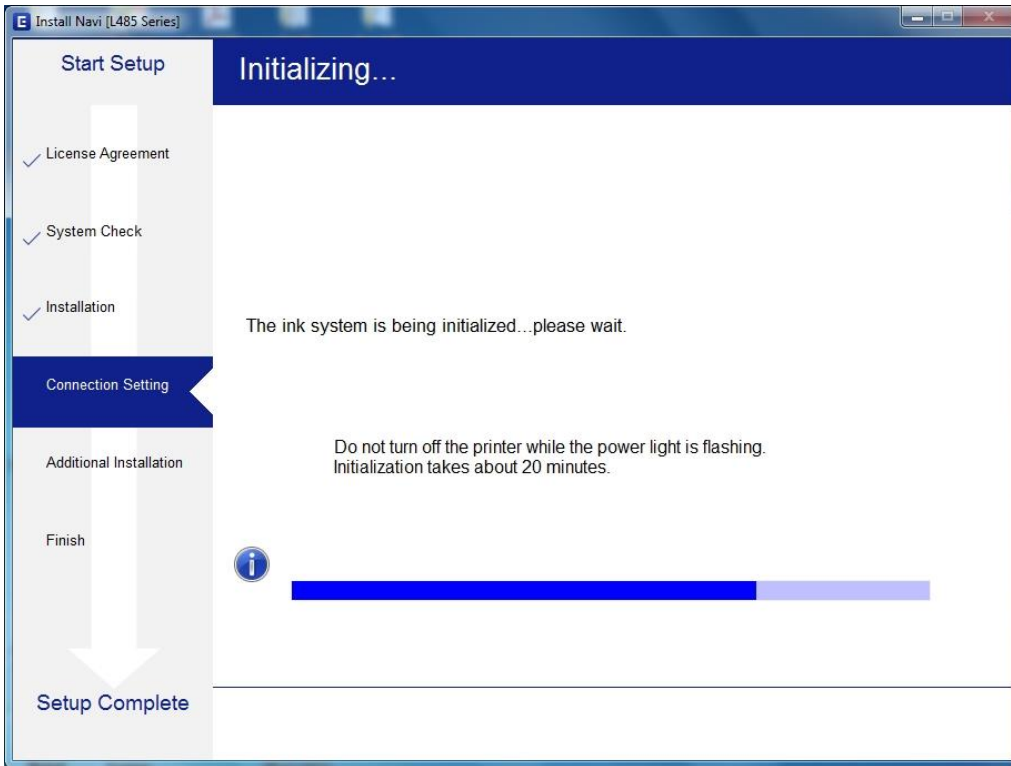 Install Navi [L485 Series]
Start Setup
License Agreement
System Check
Installation
Connection Setting
Additional Installation
Finish
Setup Complete
Initializing...
The ink system is being initialized...please wait.
Do not turn off the printer while the power light is flashing.
Initialization takes about 20 minutes.